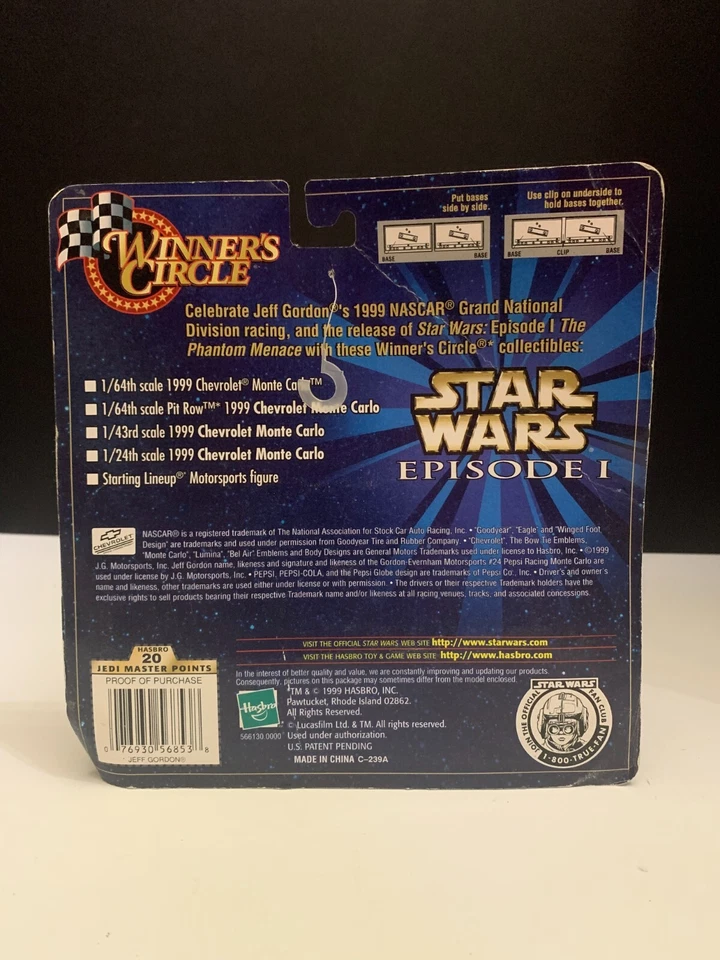 Put bases
side by side.
Use clip on underside to
hold bases together.
BASE BASE
BASE CLIP BASE
WINNER'S
CIRCLE
Celebrate Jeff Gordon®'s 1999 NASCAR® Grand National
Division racing, and the release of Star Wars: Episode I The
Phantom Menace with these Winner's Circle®* collectibles:
1/64th scale 1999 Chevrolet® Monte Carlo™
1/64th scale Pit Row™* 1999 Chevrolet Monte Carlo
1/43rd scale 1999 Chevrolet Monte Carlo
1/24th scale 1999 Chevrolet Monte Carlo
Starting Lineup®* Motorsports figure
STAR
WARS
EPISODE I
CHEVROLET
NASCAR® is a registered trademark of The National Association for Stock Car Auto Racing, Inc. • "Goodyear", "Eagle" and "Winged Foot
Design" are trademarks and used under permission from Goodyear Tire and Rubber Company. • "Chevrolet", The Bow Tie Emblems,
"Monte Carlo", "Lumina", "Bel Air" Emblems and Body Designs are General Motors Trademarks used under license to Hasbro, Inc. • ©1999
J.G. Motorsports, Inc. Jeff Gordon name, likeness and signature and likeness of the Gordon-Evernham Motorsports #24 Pepsi Racing Monte Carlo are
used under license by J.G. Motorsports, Inc. • PEPSI, PEPSI-COLA, and the Pepsi Globe design are trademarks of Pepsi Co., Inc. • Driver's and owner's
name and likeness, other trademarks are used either under license or with permission. • The drivers or their respective Trademark holders have the
exclusive rights to sell products bearing their respective Trademark name and/or likeness at all racing venues, tracks, and associated concessions.
VISIT THE OFFICIAL STAR WARS WEB SITE http://www.starwars.com
VISIT THE HASBRO TOY & GAME WEB SITE http://www.hasbro.com
HASBRO
20
JEDI MASTER POINTS
PROOF OF PURCHASE
0 76930 56853 8
JEFF GORDON®
In the interest of better quality and value, we are constantly improving and updating our products.
Consequently, pictures on this package may sometimes differ from the model enclosed.
Hasbro
566130.0000
*TM & © 1999 HASBRO, INC.
Pawtucket, Rhode Island 02862.
All Rights Reserved.
© Lucasfilm Ltd. & TM. All rights reserved.
Used under authorization.
U.S. PATENT PENDING
MADE IN CHINA C-239A
JOIN THE OFFICIAL STAR WARS FAN CLUB
1-800-TRUE-FAN